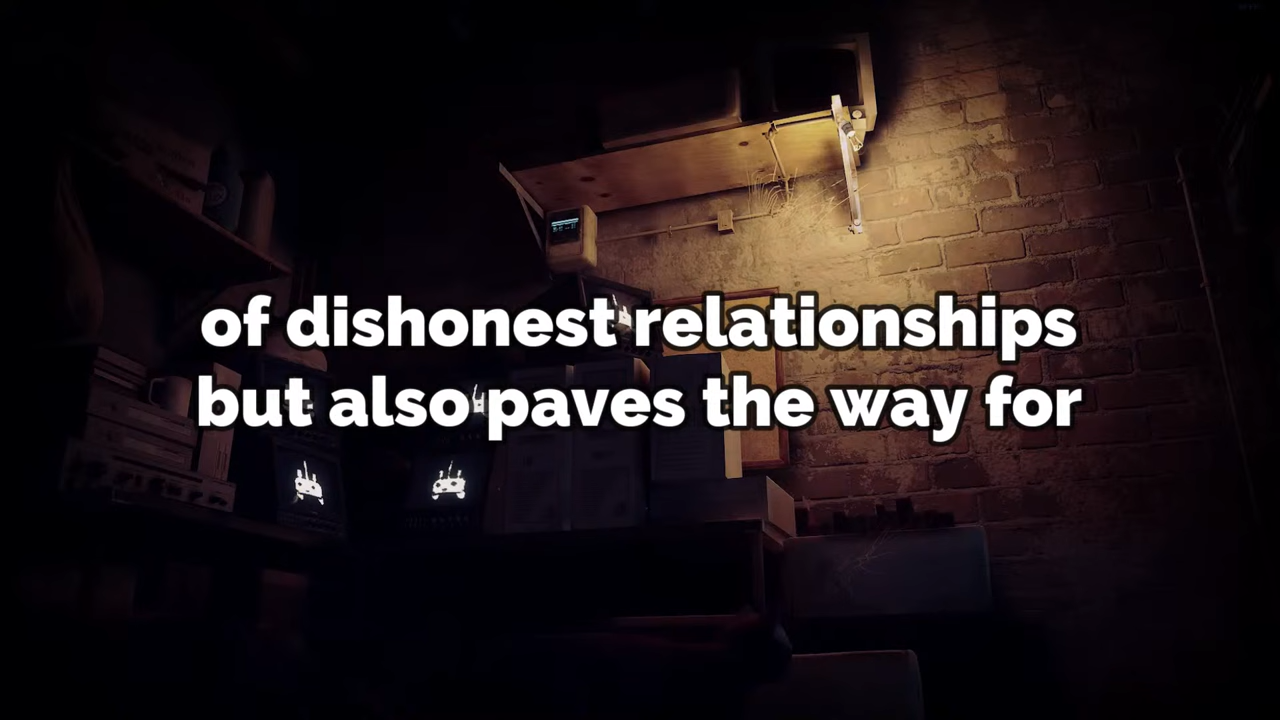 of dishonest relationships
but also paves the way for